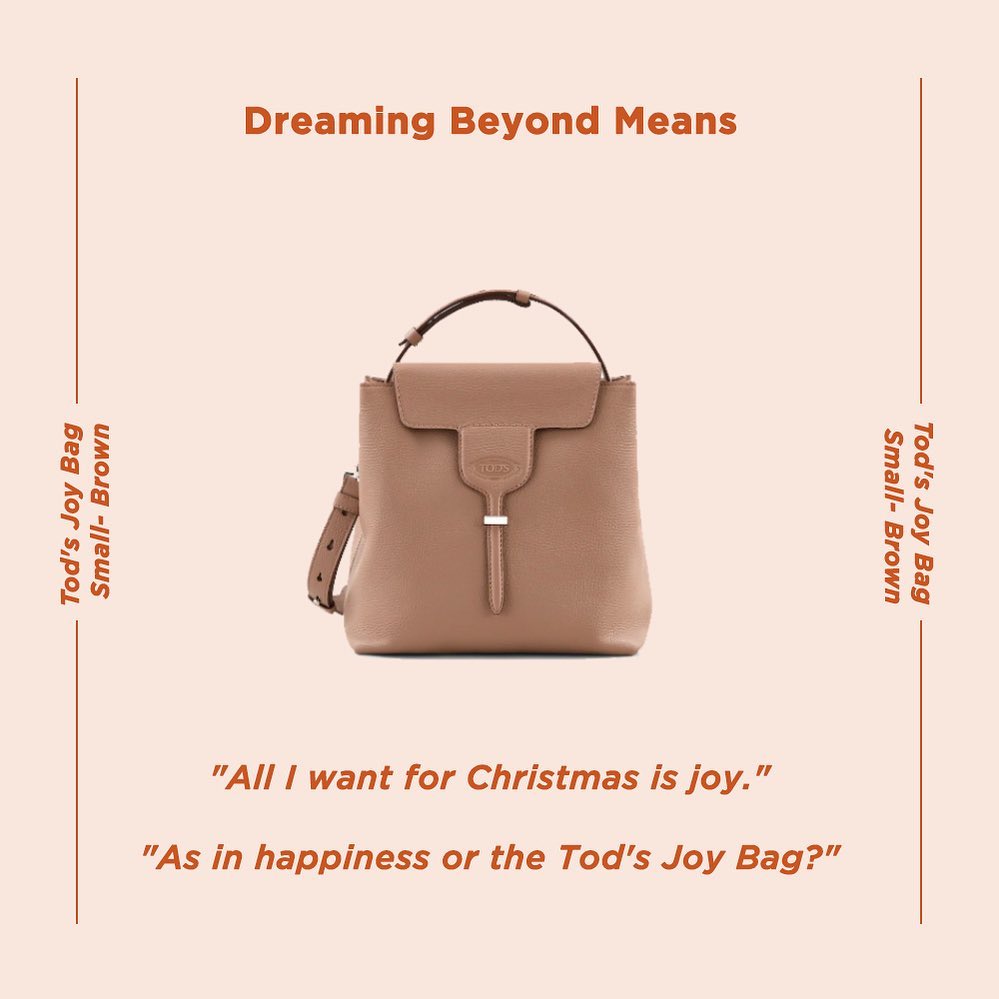 Dreaming Beyond Means
Tod's Joy Bag
Small- Brown
Tod's Joy Bag
Small- Brown
TOD'S
"All I want for Christmas is joy."
"As in happiness or the Tod's Joy Bag?"